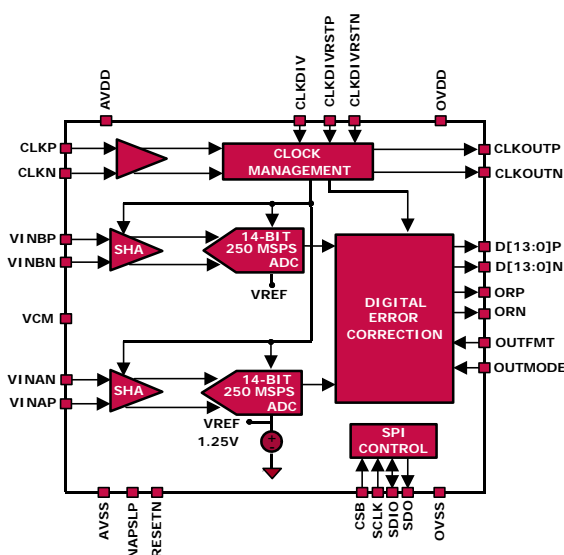 AVDD
CLKDIV
CLKDIVRSTP
CLKDIVRSTN
OVDD
CLKP
CLKN
CLOCK
MANAGEMENT
CLKOUTP
CLKOUTN
VINBP
VINBN
SHA
14-BIT
250 MSPS
ADC
VREF
D[13:0]P
D[13:0]N
ORP
ORN
OUTFMT
OUTMODE
DIGITAL
ERROR
CORRECTION
VCM
VINAN
VINAP
SHA
14-BIT
250 MSPS
ADC
VREF
1.25V
+
-
SPI
CONTROL
AVSS
NAPSLP
RESETN
CSB
SCLK
SDIO
SDO
OVSS